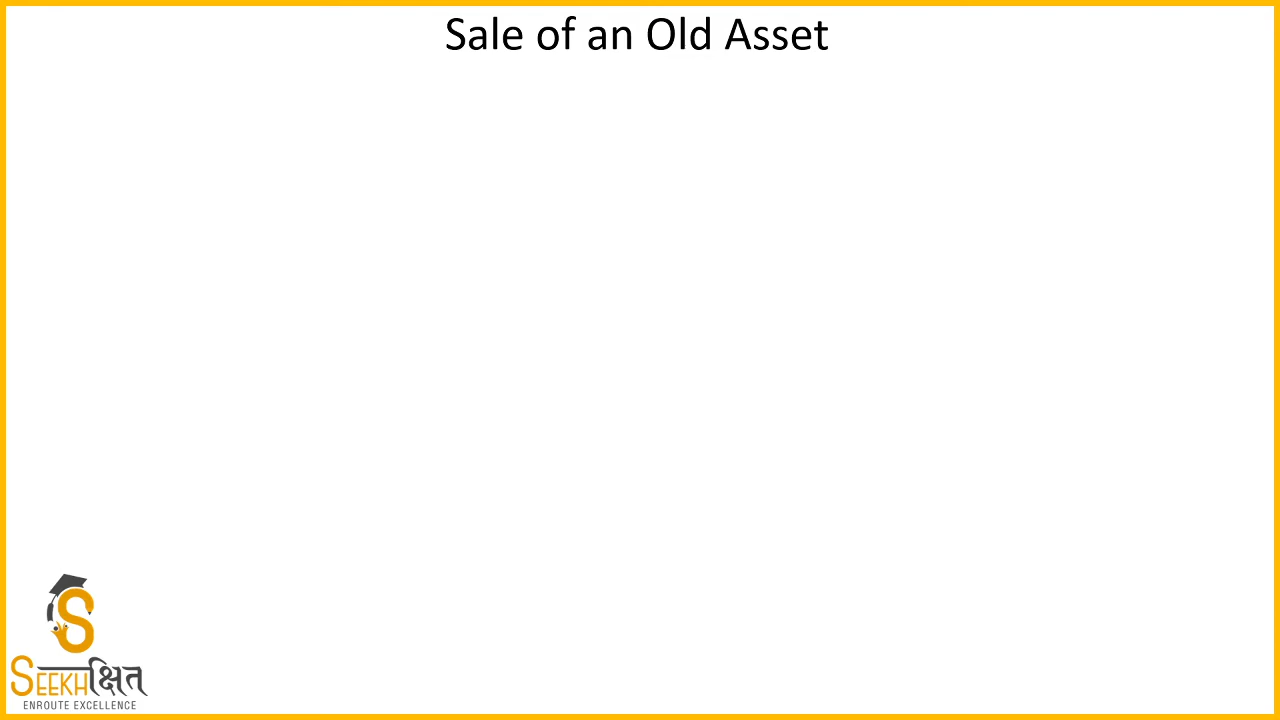 Sale of an Old Asset
SEEKHक्षित
ENROUTE EXCELLENCE